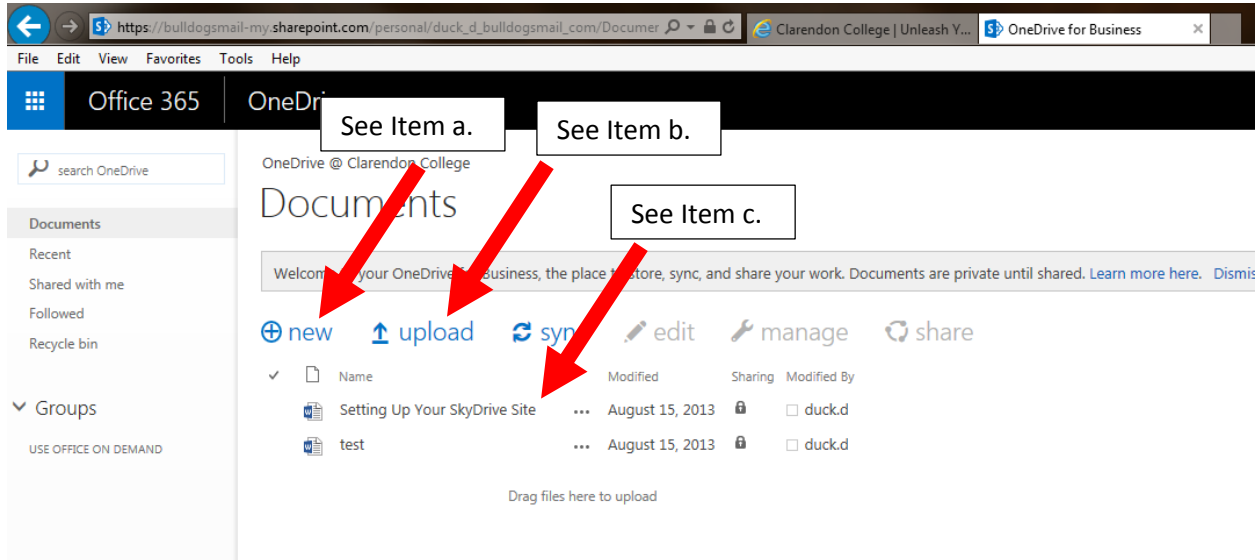 https://bulldogsmail-my.sharepoint.com/personal/duck_d_bulldogsmail_com/Documer
Clarendon College | Unleash Y...
OneDrive for Business
File Edit View Favorites Tools Help
Office 365
See Item a.
See Item b.
search OneDrive
OneDrive @ Clarendon College
Documents
See Item c.
Documents
Recent
Shared with me
Followed
Recycle bin
Groups
USE OFFICE ON DEMAND
your OneDrive Business, the place store, sync, and share your work. Documents are private until shared. Learn more here. Dismis
new upload syn edit manage share
Name Modified Sharing Modified By
Setting Up Your SkyDrive Site ... August 15, 2013 duck.d
test ... August 15, 2013 duck.d
Drag files here to upload